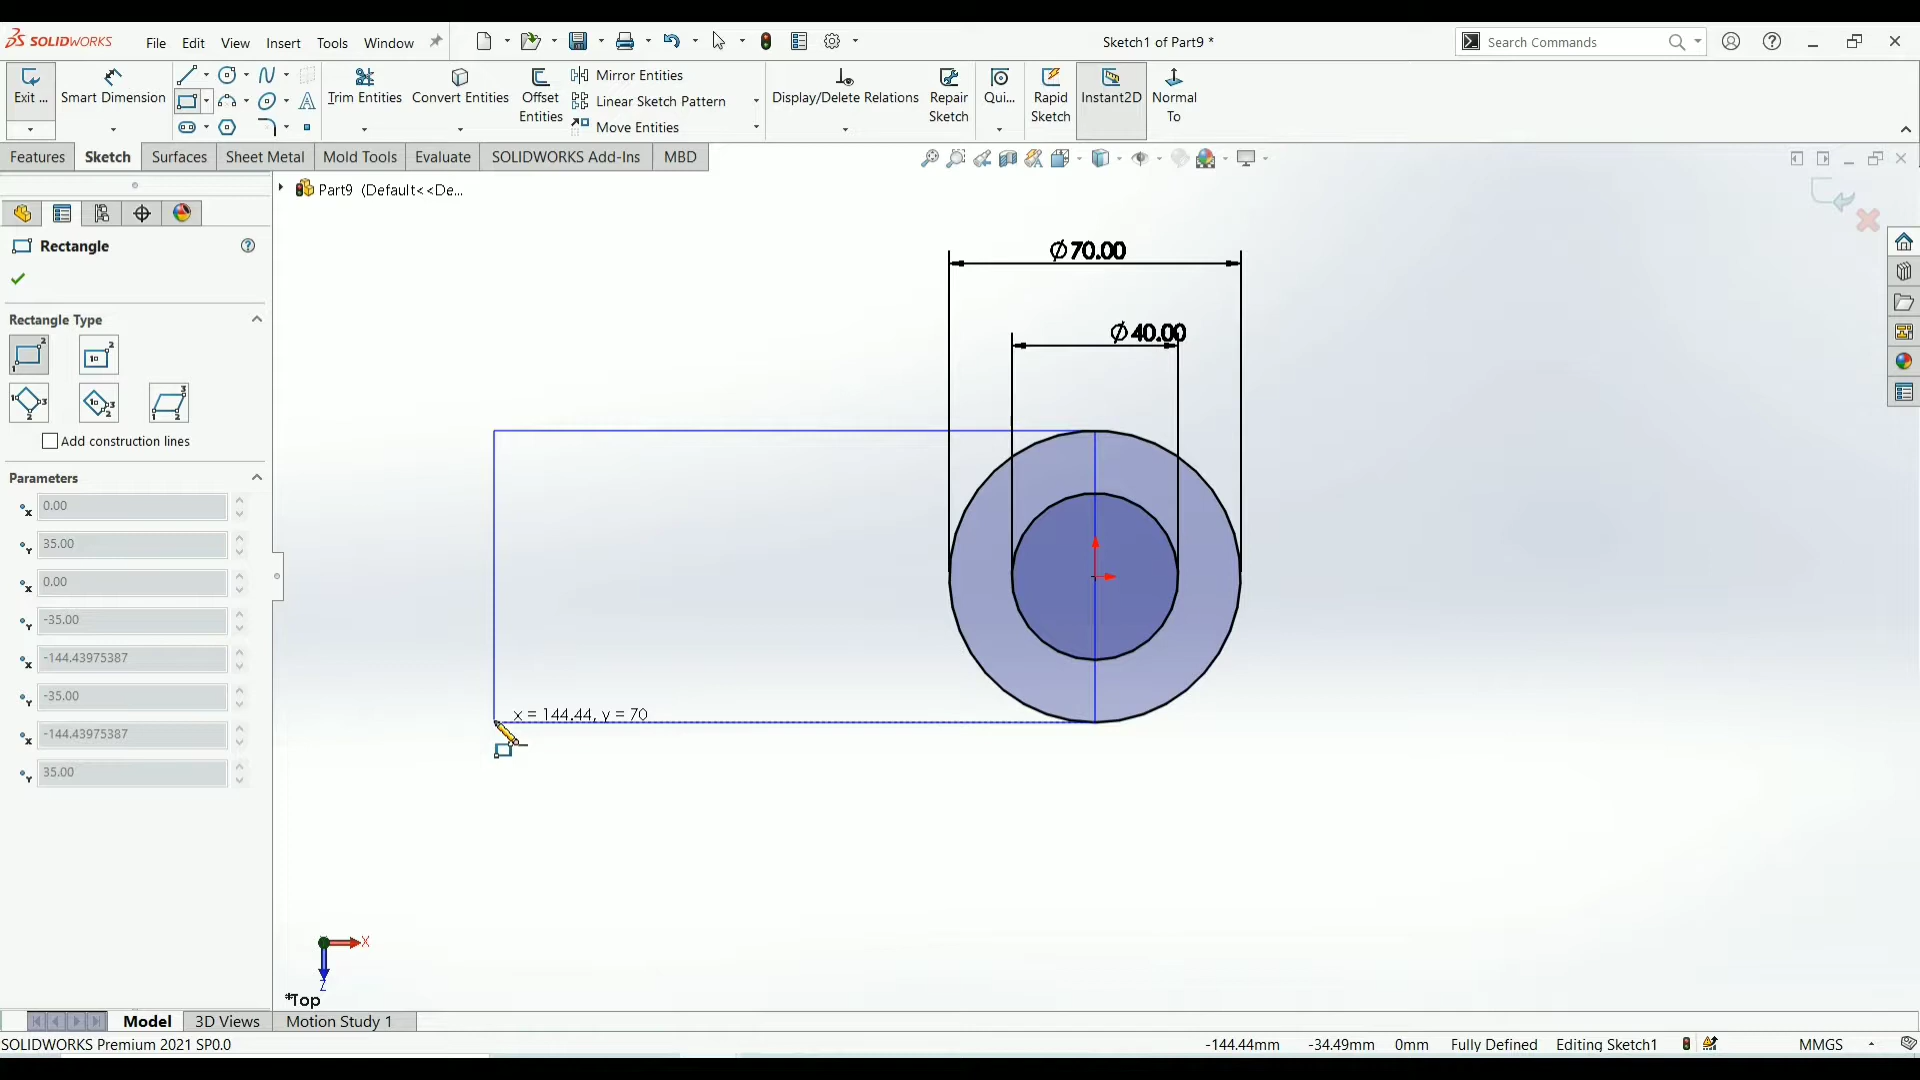 SOLIDWORKS File Edit View Insert Tools Window Sketch1 of Part9 * Search Commands
Exit ... Smart Dimension Trim Entities Convert Entities Offset Entities Mirror Entities Linear Sketch Pattern Move Entities Display/Delete Relations Repair Sketch Qui... Rapid Sketch Instant2D Normal To
Features Sketch Surfaces Sheet Metal Mold Tools Evaluate SOLIDWORKS Add-Ins MBD
Part9 (Default<<De...
Rectangle
Rectangle Type
Add construction lines
Parameters
0.00
35.00
0.00
-35.00
-144.43975387
-35.00
-144.43975387
35.00
∅70.00
∅40.00
x = 144.44, y = 70
X
Z
*Top
Model 3D Views Motion Study 1
SOLIDWORKS Premium 2021 SP0.0 -144.44mm -34.49mm 0mm Fully Defined Editing Sketch1 MMGS